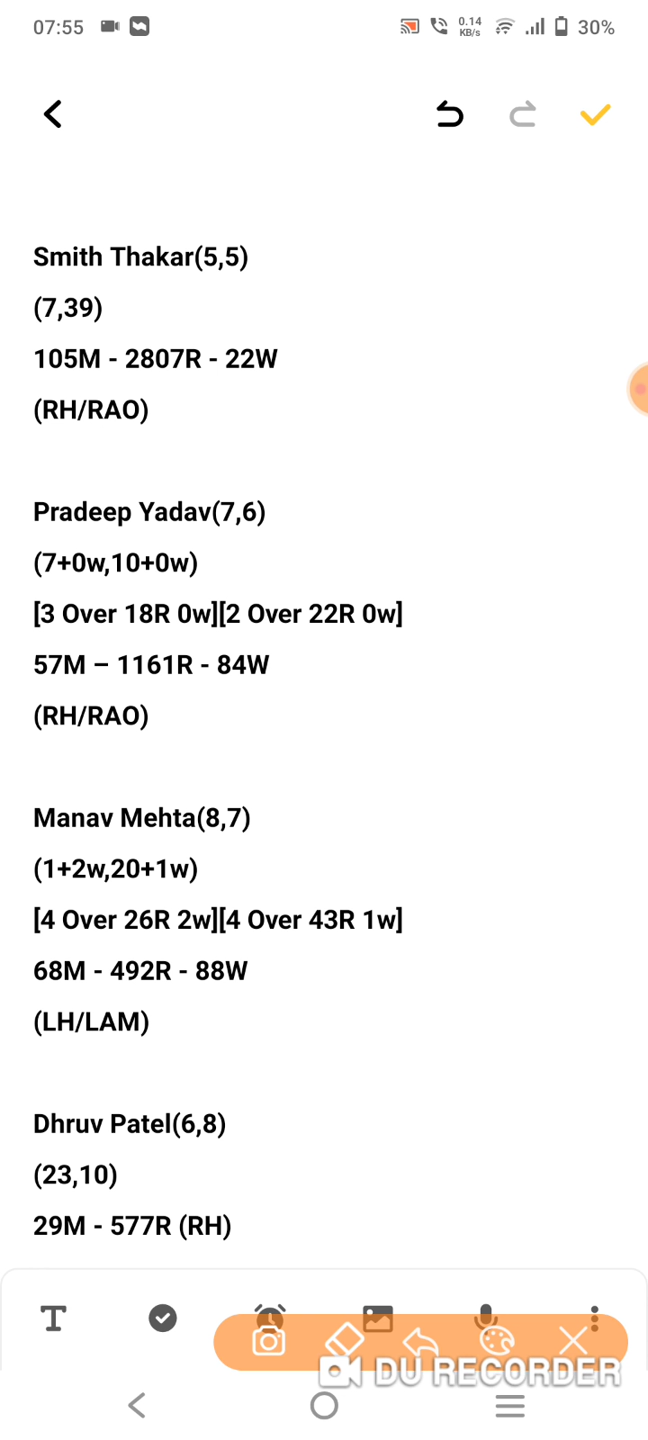 07:55
0.14 KB/s
30%
Smith Thakar(5,5)
(7,39)
105M - 2807R - 22W
(RH/RAO)
Pradeep Yadav(7,6)
(7+0w,10+0w)
[3 Over 18R 0w][2 Over 22R 0w]
57M – 1161R - 84W
(RH/RAO)
Manav Mehta(8,7)
(1+2w,20+1w)
[4 Over 26R 2w][4 Over 43R 1w]
68M - 492R - 88W
(LH/LAM)
Dhruv Patel(6,8)
(23,10)
29M - 577R (RH)
T
DU RECORDER